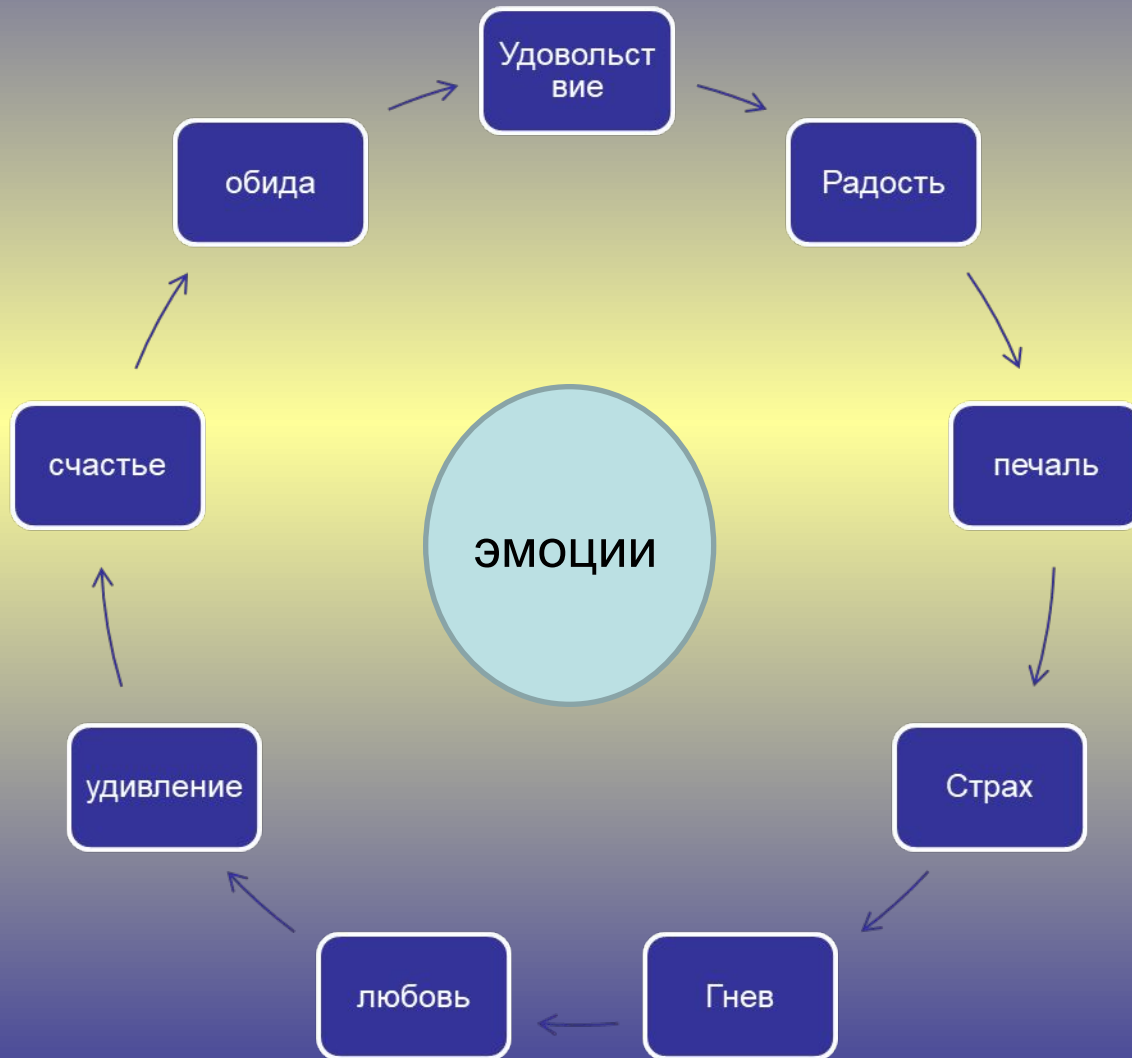 Удовольст
вие
обида
Радость
счастье
печаль
эмоции
удивление
Страх
любовь
Гнев